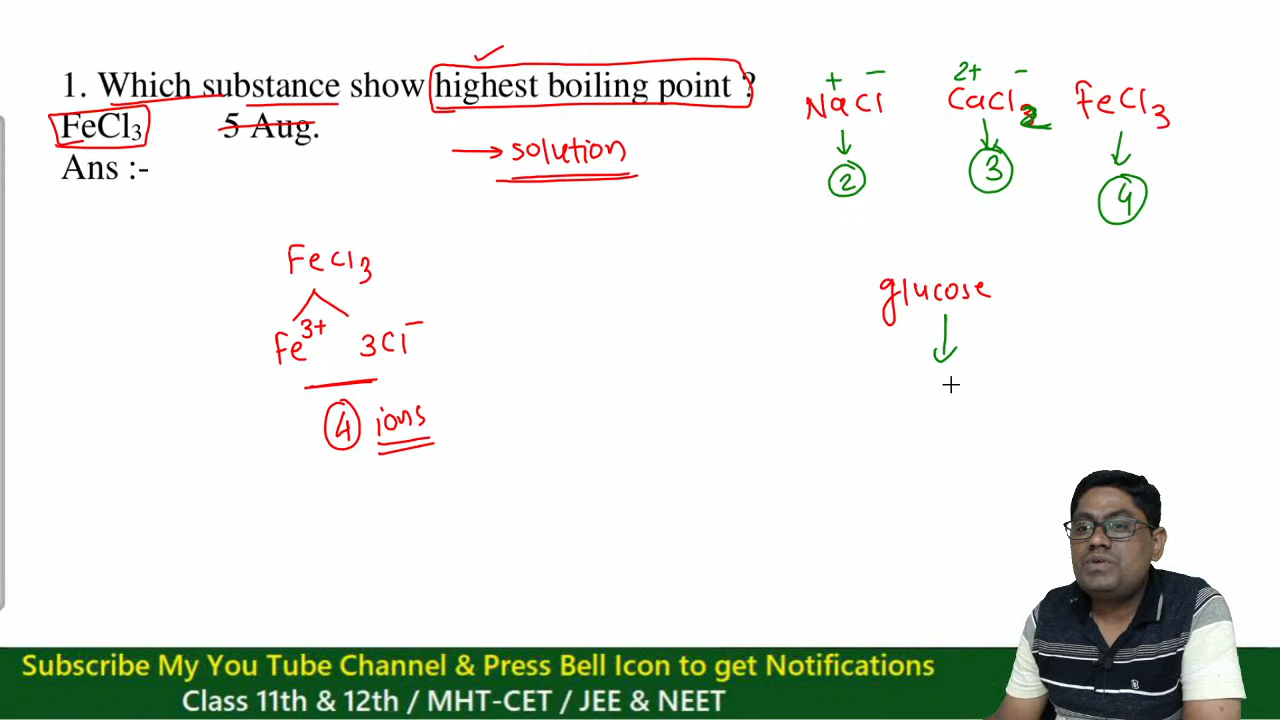 1. Which substance show highest boiling point ?
FeCl₃ 5 Aug.
Ans :-
→ solution
+ −
NaCl
↓
2
2+ −
CaCl₂
↓
3
FeCl₃
↓
4
FeCl₃
Fe³⁺ 3Cl⁻
4 ions
glucose
↓
Subscribe My You Tube Channel & Press Bell Icon to get Notifications
Class 11th & 12th / MHT-CET / JEE & NEET